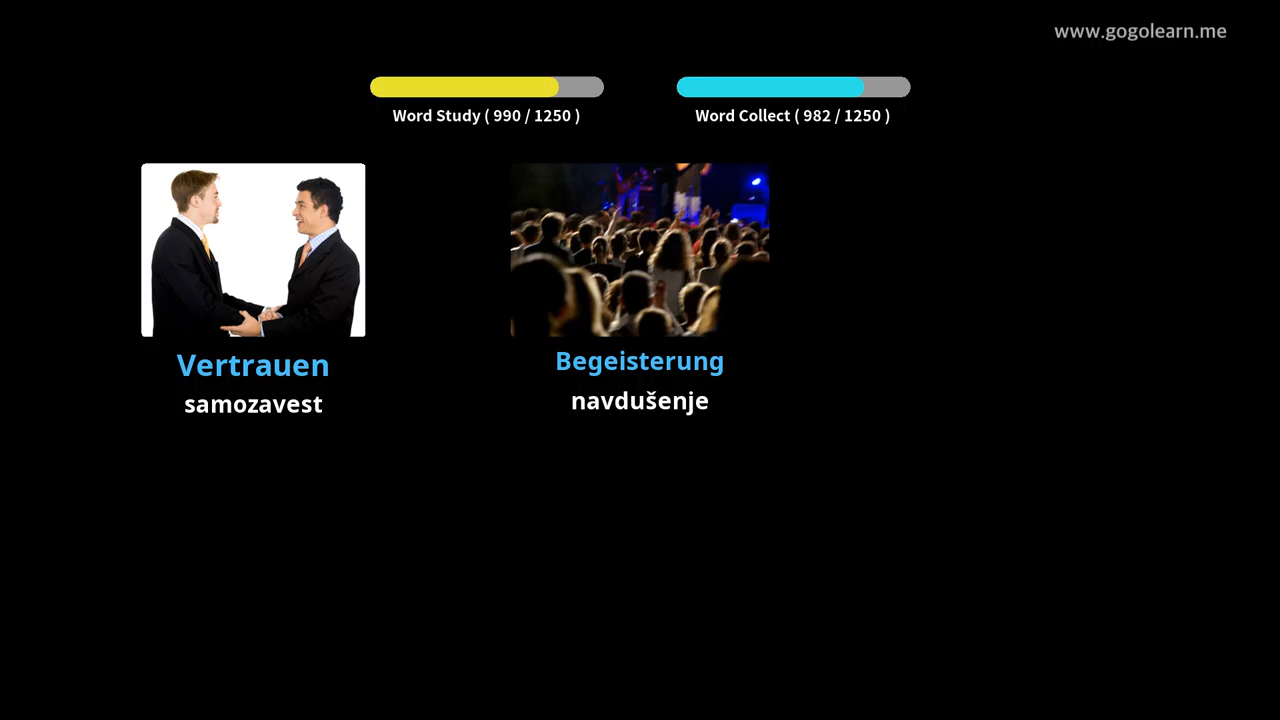 www.gogolearn.me
Word Study ( 990 / 1250 )
Word Collect ( 982 / 1250 )
Vertrauen
samozavest
Begeisterung
navdušenje